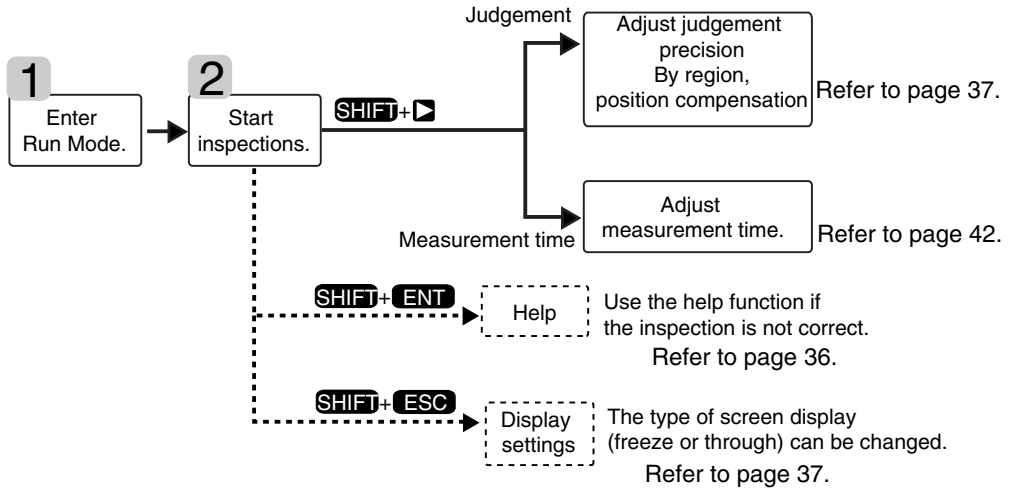 1
Enter
Run Mode.
2
Start
inspections.
SHIFT+▶
Judgement
Adjust judgement
precision
By region,
position compensation
Refer to page 37.
Measurement time
Adjust
measurement time.
Refer to page 42.
SHIFT+ ENT
Help
Use the help function if
the inspection is not correct.
Refer to page 36.
SHIFT+ ESC
Display
settings
The type of screen display
(freeze or through) can be changed.
Refer to page 37.